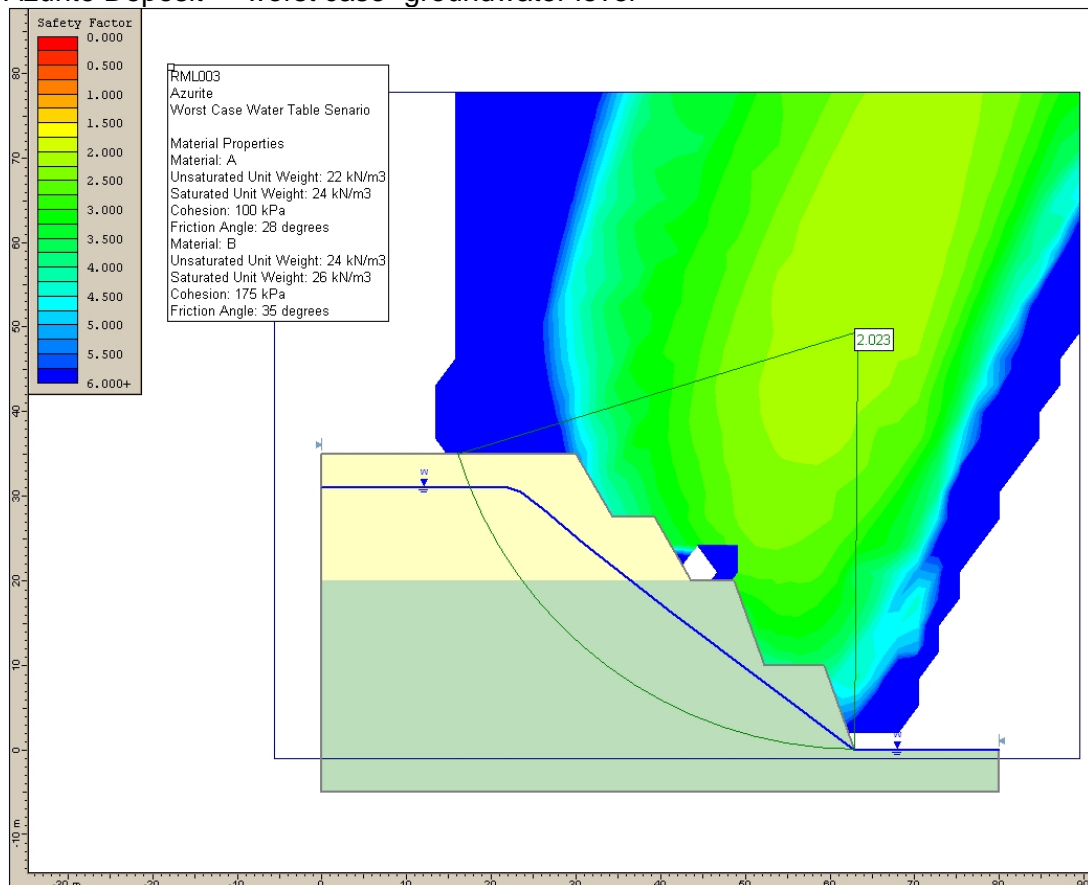 Azurite Deposit – "worst case" groundwater level
Safety Factor
0.000
0.500
1.000
1.500
2.000
2.500
3.000
3.500
4.000
4.500
5.000
5.500
6.000+
RML003
Azurite
Worst Case Water Table Senario
Material Properties
Material: A
Unsaturated Unit Weight: 22 kN/m3
Saturated Unit Weight: 24 kN/m3
Cohesion: 100 kPa
Friction Angle: 28 degrees
Material: B
Unsaturated Unit Weight: 24 kN/m3
Saturated Unit Weight: 26 kN/m3
Cohesion: 175 kPa
Friction Angle: 35 degrees
2.023
W
W
80
70
60
50
40
30
20
10
0
-10 m
-30 m
-20
-10
0
10
20
30
40
50
60
70
80
90